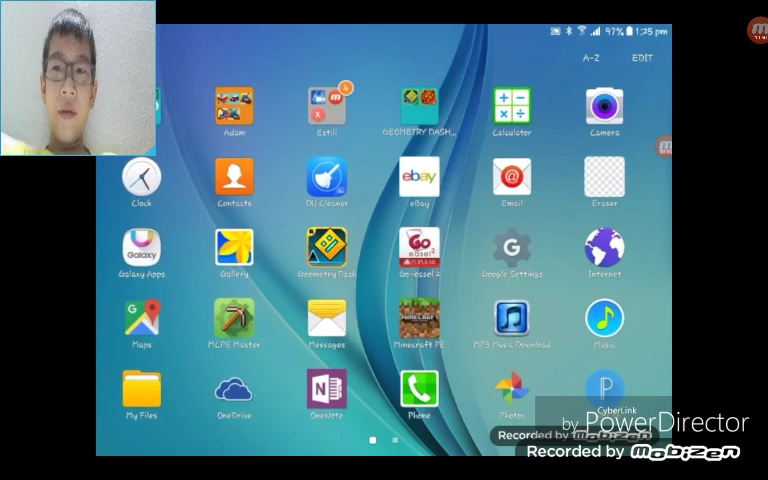 97% 1:25 pm
A-Z EDIT
4
Adam Estili GEOMETRY DASH... Calculator Camera
ebay
Clock Contacts DU Cleaner eBay Email Eraser
Galaxy Go easel 2 G
Galaxy Apps Gallery Geometry Dash Go-easel 2 Google Settings Internet
G MINECRAFT
Maps MCPE Master Messages Minecraft PE MP3 Music Download Music
N P
My Files OneDrive OneNote Phone Photos
CyberLink
by PowerDirector
Recorded by mobizen
Recorded by mobizen